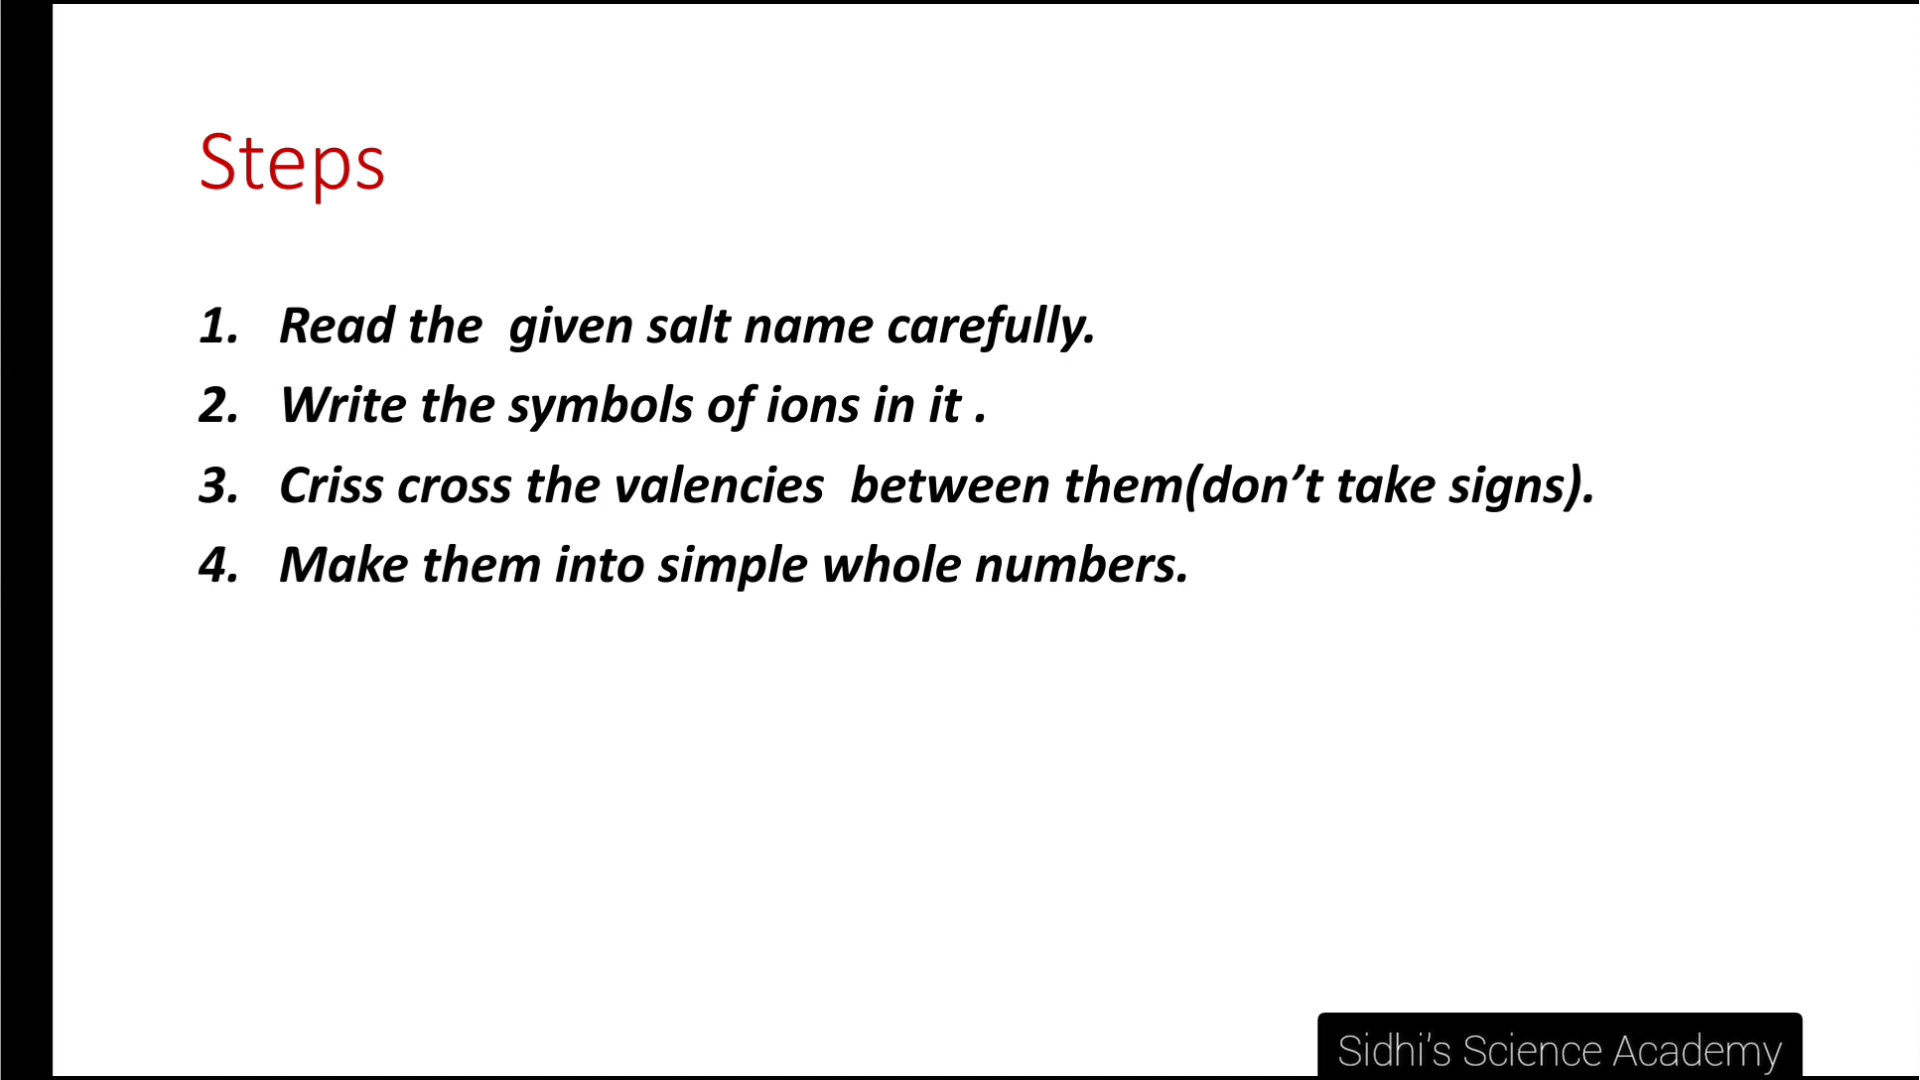 Steps
1. Read the  given salt name carefully.
2. Write the symbols of ions in it .
3. Criss cross the valencies  between them(don’t take signs).
4. Make them into simple whole numbers.
Sidhi's Science Academy